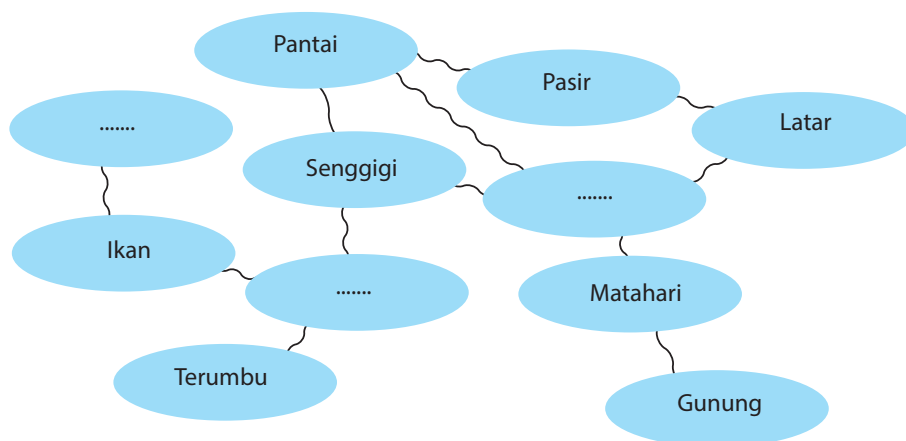 Pantai
Pasir
.......
Latar
Senggigi
.......
Ikan
.......
Matahari
Terumbu
Gunung